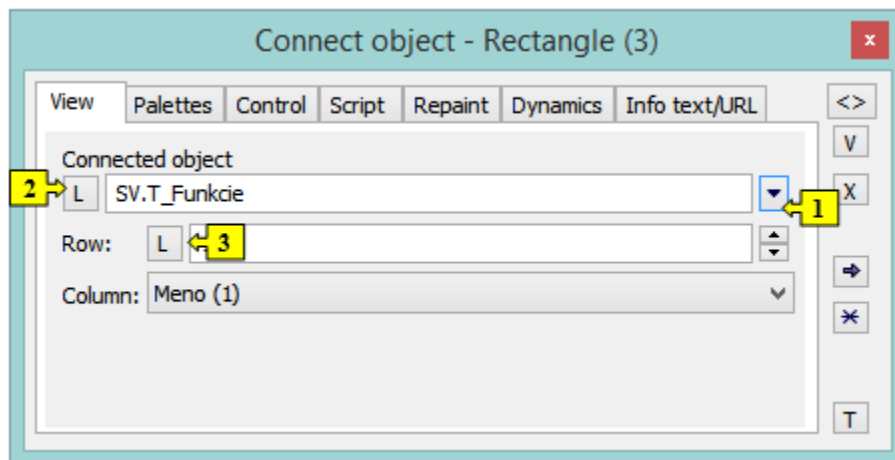 Connect object - Rectangle (3)
x
View Palettes Control Script Repaint Dynamics Info text/URL
<>
V
Connected object
2 L SV.T_Funkcie 1 X
Row: L 3
Column: Meno (1)
T